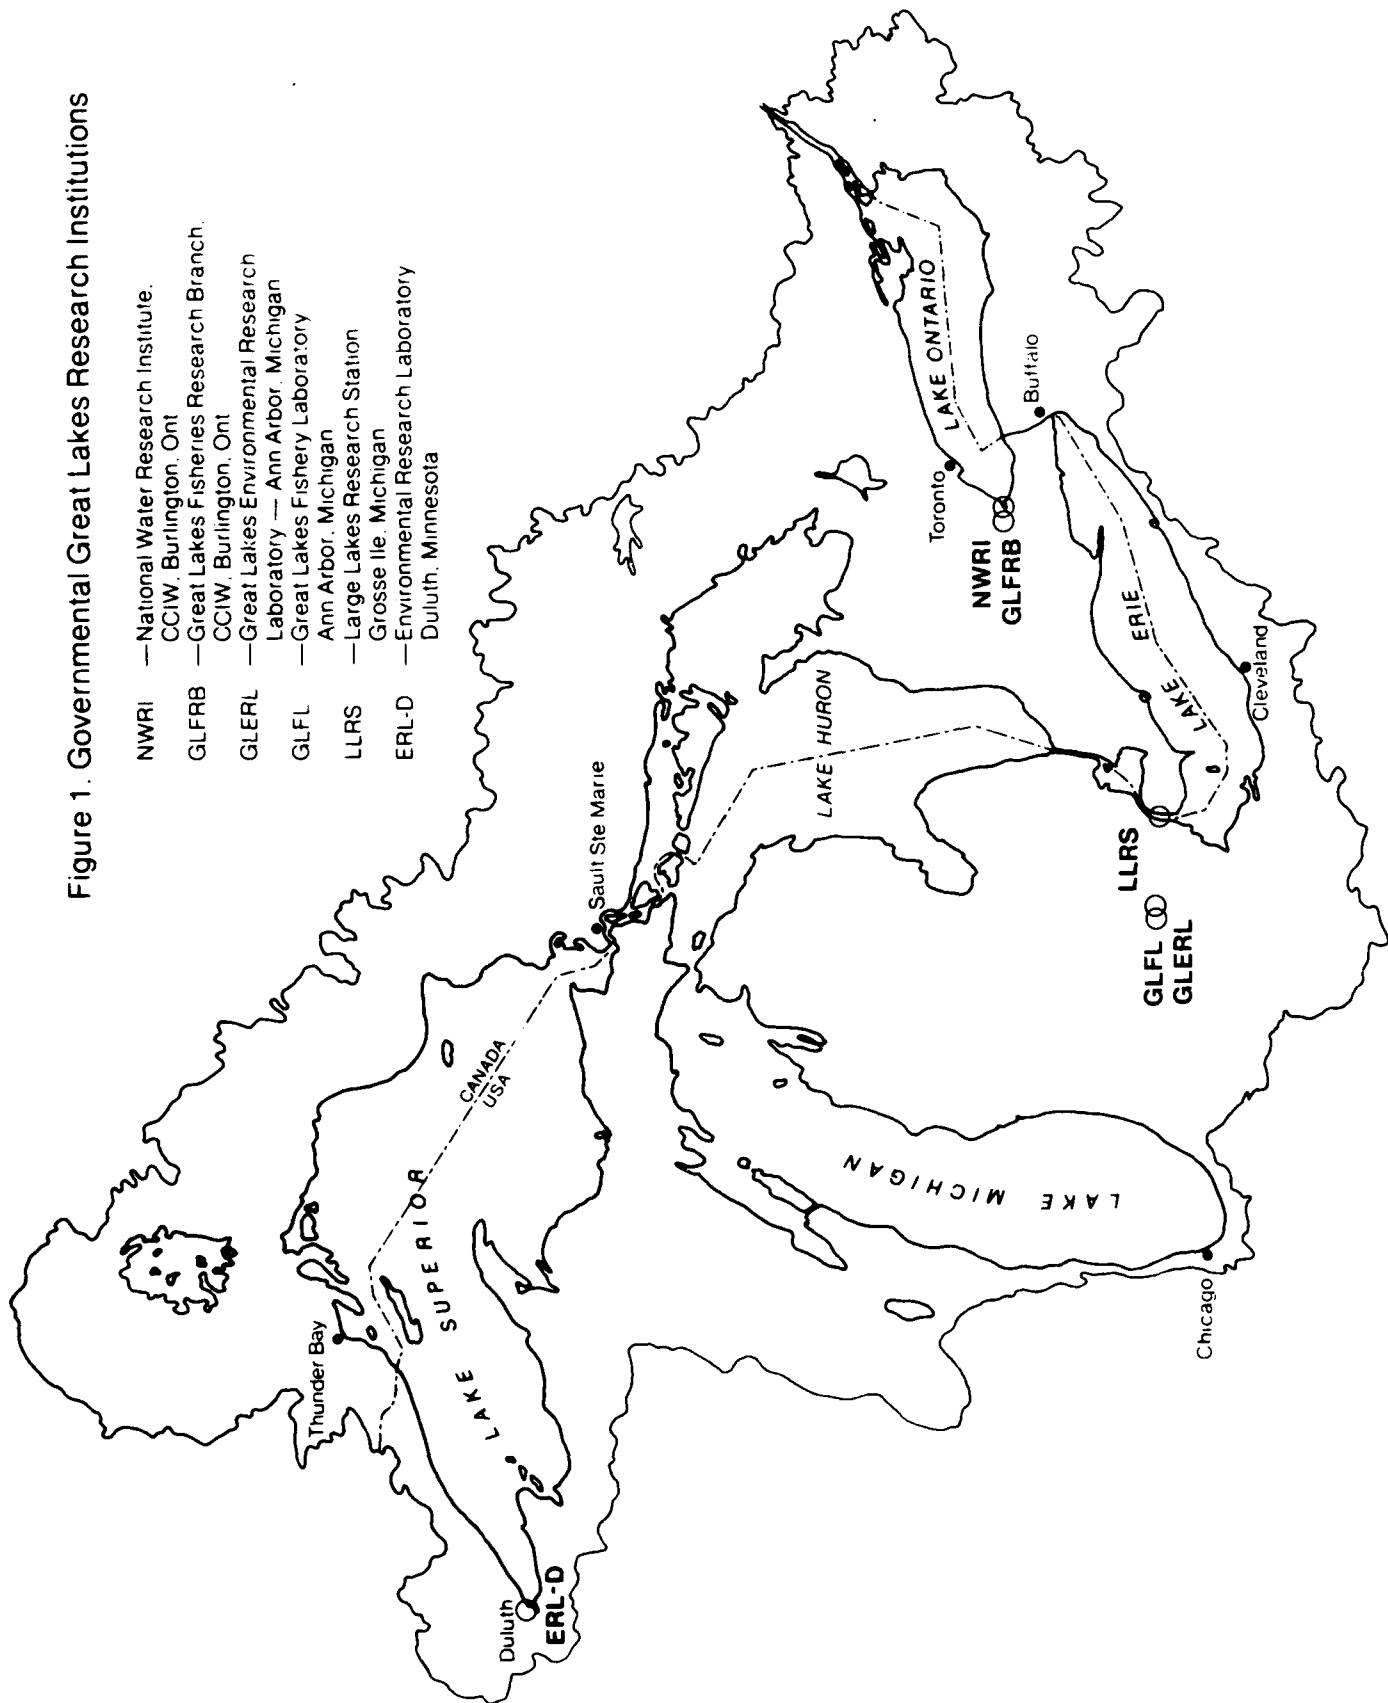 Figure 1. Governmental Great Lakes Research Institutions
NWRI —National Water Research Institute.
CCIW, Burlington, Ont
GLFRB —Great Lakes Fisheries Research Branch.
CCIW, Burlington, Ont
GLERL —Great Lakes Environmental Research
Laboratory — Ann Arbor, Michigan
GLFL —Great Lakes Fishery Laboratory
Ann Arbor, Michigan
LLRS —Large Lakes Research Station
Grosse Ile, Michigan
ERL-D —Environmental Research Laboratory
Duluth, Minnesota
Thunder Bay
Duluth
ERL-D
LAKE SUPERIOR
CANADA
USA
Sault Ste Marie
LAKE MICHIGAN
Chicago
LAKE HURON
GLFL
GLERL
LLRS
Toronto
NWRI
GLFRB
LAKE ONTARIO
Buffalo
LAKE ERIE
Cleveland